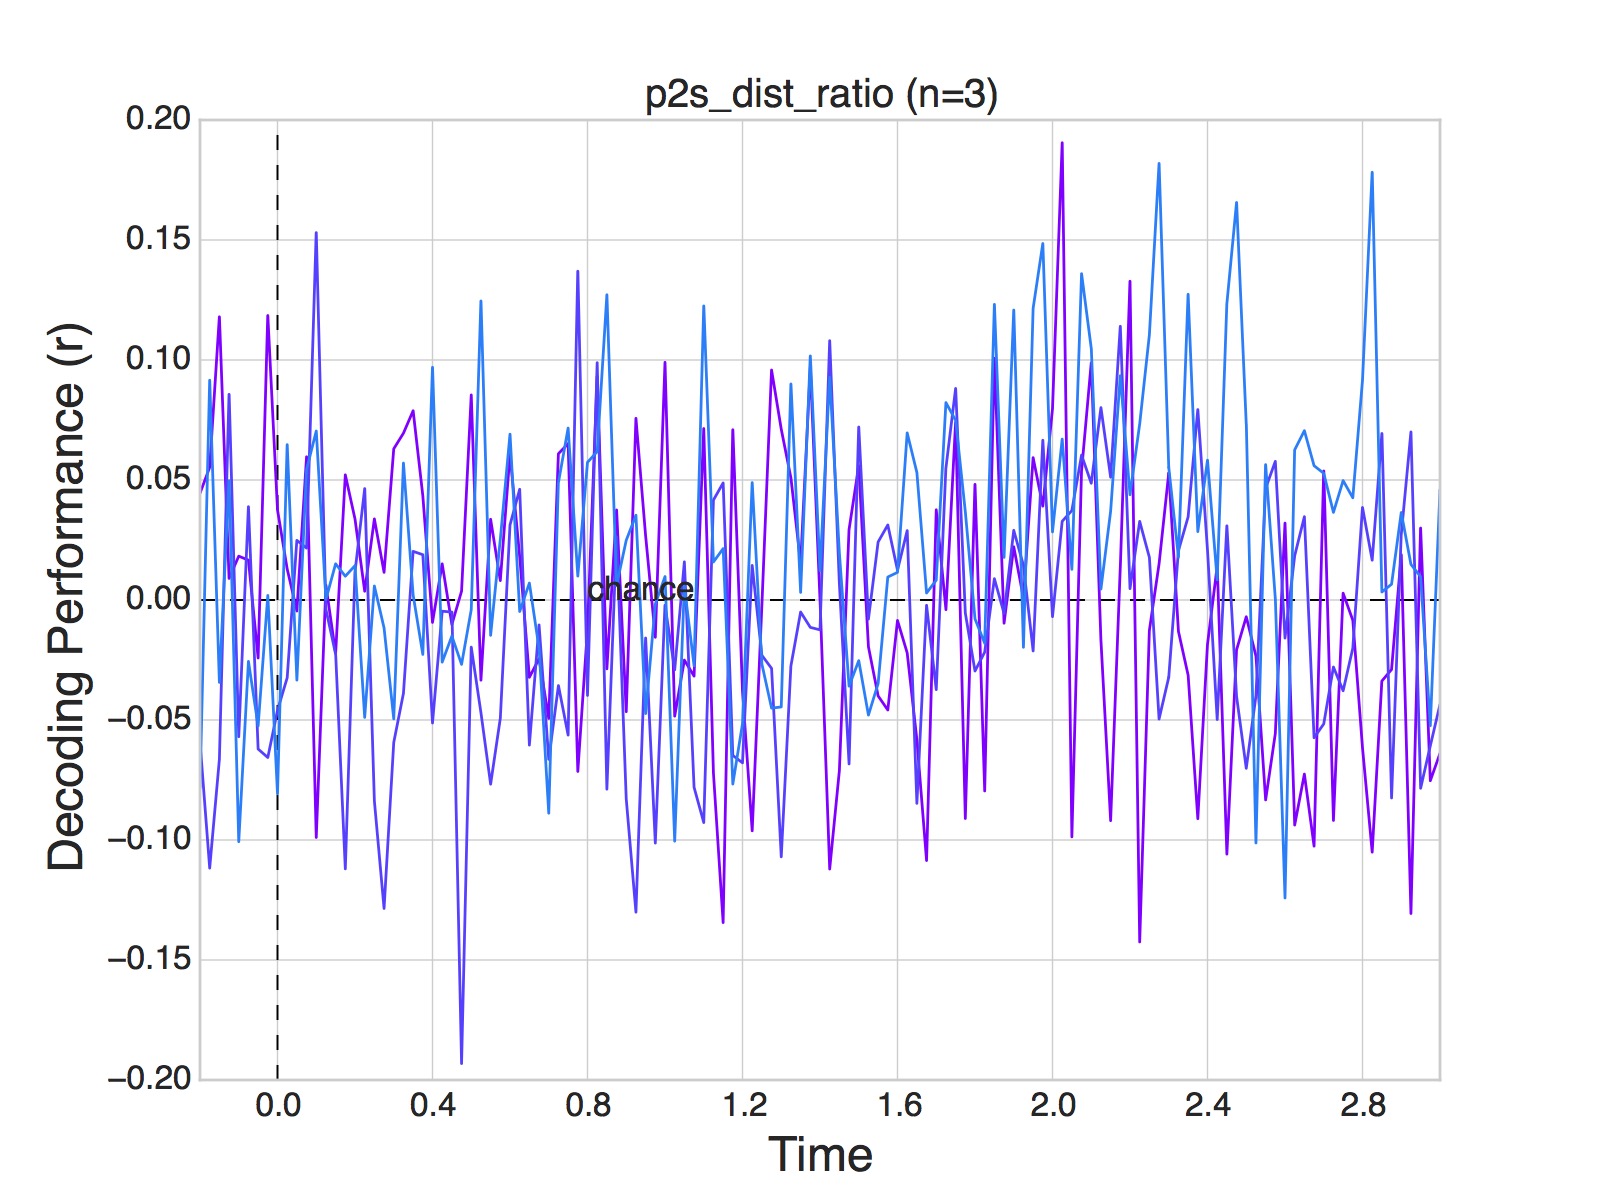 p2s_dist_ratio (n=3)
Decoding Performance (r)
0.20
0.15
0.10
0.05
0.00
−0.05
−0.10
−0.15
−0.20
chance
0.0 0.4 0.8 1.2 1.6 2.0 2.4 2.8
Time